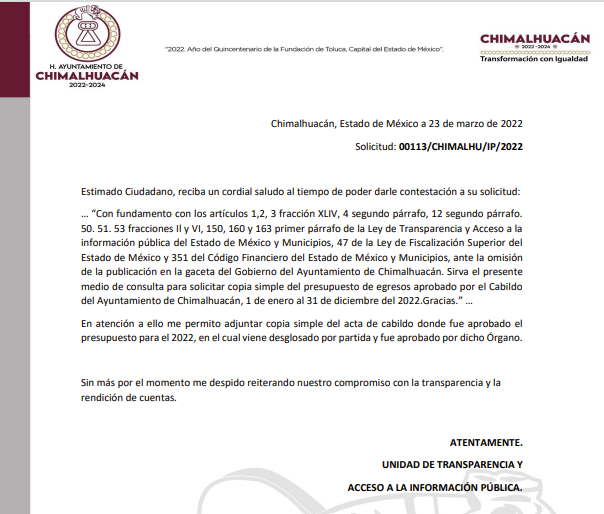 H. AYUNTAMIENTO DE
CHIMALHUACÁN
2022-2024
"2022. Año del Quincentenario de la Fundación de Toluca, Capital del Estado de México".
CHIMALHUACÁN
2022-2024
Transformación con Igualdad
Chimalhuacán, Estado de México a 23 de marzo de 2022
Solicitud: 00113/CHIMALHU/IP/2022
Estimado Ciudadano, reciba un cordial saludo al tiempo de poder darle contestación a su solicitud:
… "Con fundamento con los artículos 1,2, 3 fracción XLIV, 4 segundo párrafo, 12 segundo párrafo.
50. 51. 53 fracciones II y VI, 150, 160 y 163 primer párrafo de la Ley de Transparencia y Acceso a la
información pública del Estado de México y Municipios, 47 de la Ley de Fiscalización Superior del
Estado de México y 351 del Código Financiero del Estado de México y Municipios, ante la omisión
de la publicación en la gaceta del Gobierno del Ayuntamiento de Chimalhuacán. Sirva el presente
medio de consulta para solicitar copia simple del presupuesto de egresos aprobado por el Cabildo
del Ayuntamiento de Chimalhuacán, 1 de enero al 31 de diciembre del 2022.Gracias." …
En atención a ello me permito adjuntar copia simple del acta de cabildo donde fue aprobado el
presupuesto para el 2022, en el cual viene desglosado por partida y fue aprobado por dicho Órgano.
Sin más por el momento me despido reiterando nuestro compromiso con la transparencia y la
rendición de cuentas.
ATENTAMENTE.
UNIDAD DE TRANSPARENCIA Y
ACCESO A LA INFORMACIÓN PÚBLICA.